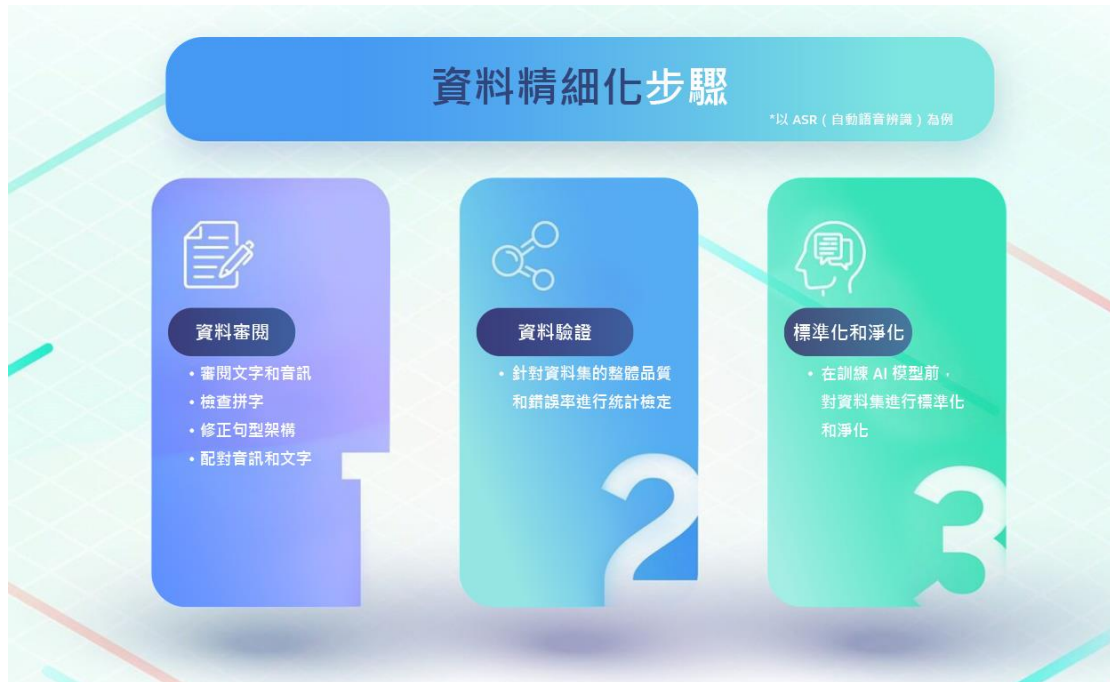 資料精細化步驟
*以 ASR（自動語音辨識）為例
資料審閱
• 審閱文字和音訊
• 檢查拼字
• 修正句型架構
• 配對音訊和文字
1
資料驗證
• 針對資料集的整體品質
和錯誤率進行統計檢定
2
標準化和淨化
• 在訓練 AI 模型前，
對資料集進行標準化
和淨化
3